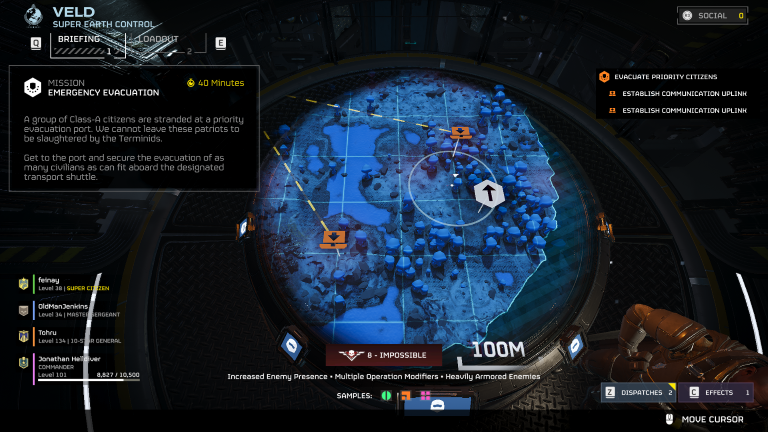 VELD
SUPER EARTH CONTROL
SOCIAL 0
Q
BRIEFING
1
LOADOUT
2
E
MISSION
EMERGENCY EVACUATION
40 Minutes
A group of Class-A citizens are stranded at a priority
evacuation port. We cannot leave these patriots to
be slaughtered by the Terminids.
Get to the port and secure the evacuation of as
many civilians as can fit aboard the designated
transport shuttle.
EVACUATE PRIORITY CITIZENS
ESTABLISH COMMUNICATION UPLINK
ESTABLISH COMMUNICATION UPLINK
feinay
Level 38 | SUPER CITIZEN
OldManJenkins
Level 34 | MASTER SERGEANT
Tohru
Level 134 | 10-STAR GENERAL
Jonathan Helldiver
COMMANDER
Level 101 8,827 / 10,500
8 - IMPOSSIBLE
100M
Increased Enemy Presence • Multiple Operation Modifiers • Heavily Armored Enemies
SAMPLES:
Z DISPATCHES 2
C EFFECTS 1
MOVE CURSOR